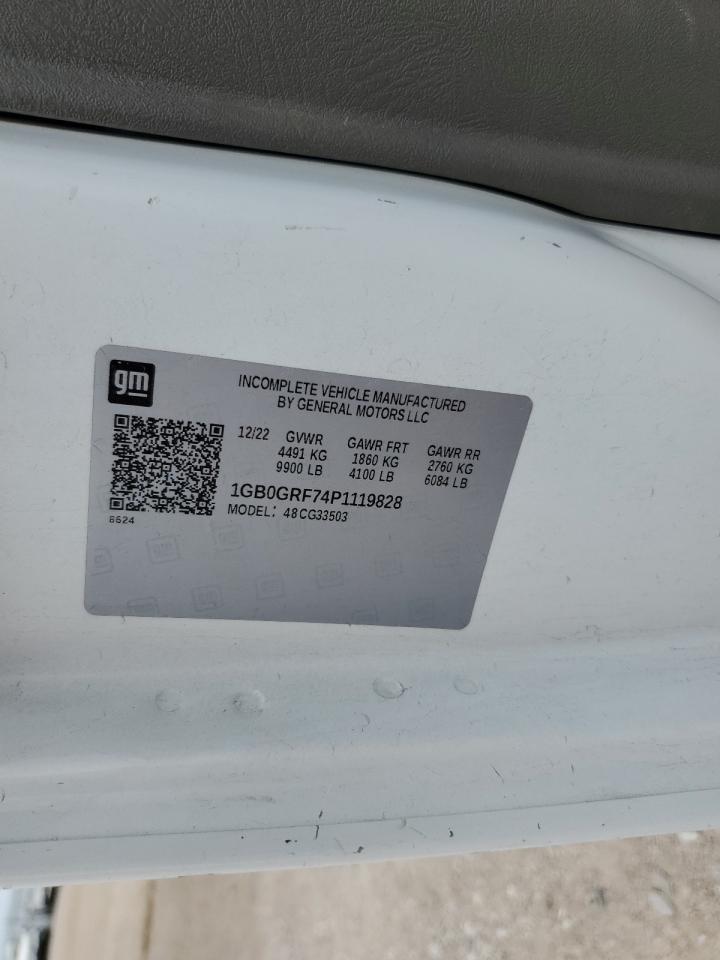 gm
INCOMPLETE VEHICLE MANUFACTURED
BY GENERAL MOTORS LLC
12/22 GVWR GAWR FRT GAWR RR
4491 KG 1860 KG 2760 KG
9900 LB 4100 LB 6084 LB
1GB0GRF74P1119828
MODEL: 48CG33503
8624